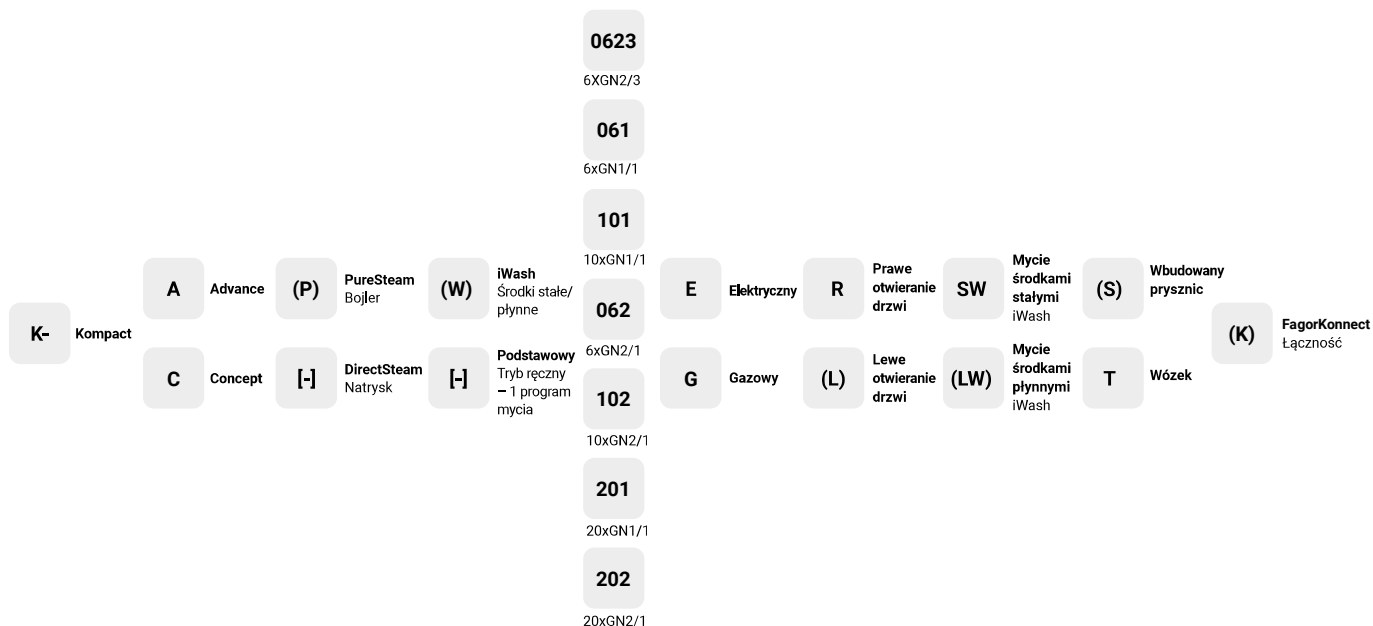 K-
Kompact
A
Advance
C
Concept
(P)
PureSteam
Bojler
[-]
DirectSteam
Natrysk
(W)
iWash
Środki stałe/
płynne
[-]
Podstawowy
Tryb ręczny
– 1 program
mycia
0623
6XGN2/3
061
6xGN1/1
101
10xGN1/1
062
6xGN2/1
102
10xGN2/1
201
20xGN1/1
202
20xGN2/1
E
Elektryczny
G
Gazowy
R
Prawe
otwieranie
drzwi
(L)
Lewe
otwieranie
drzwi
SW
Mycie
środkami
stałymi
iWash
(LW)
Mycie
środkami
płynnymi
iWash
(S)
Wbudowany
prysznic
T
Wózek
(K)
FagorKonnect
Łączność